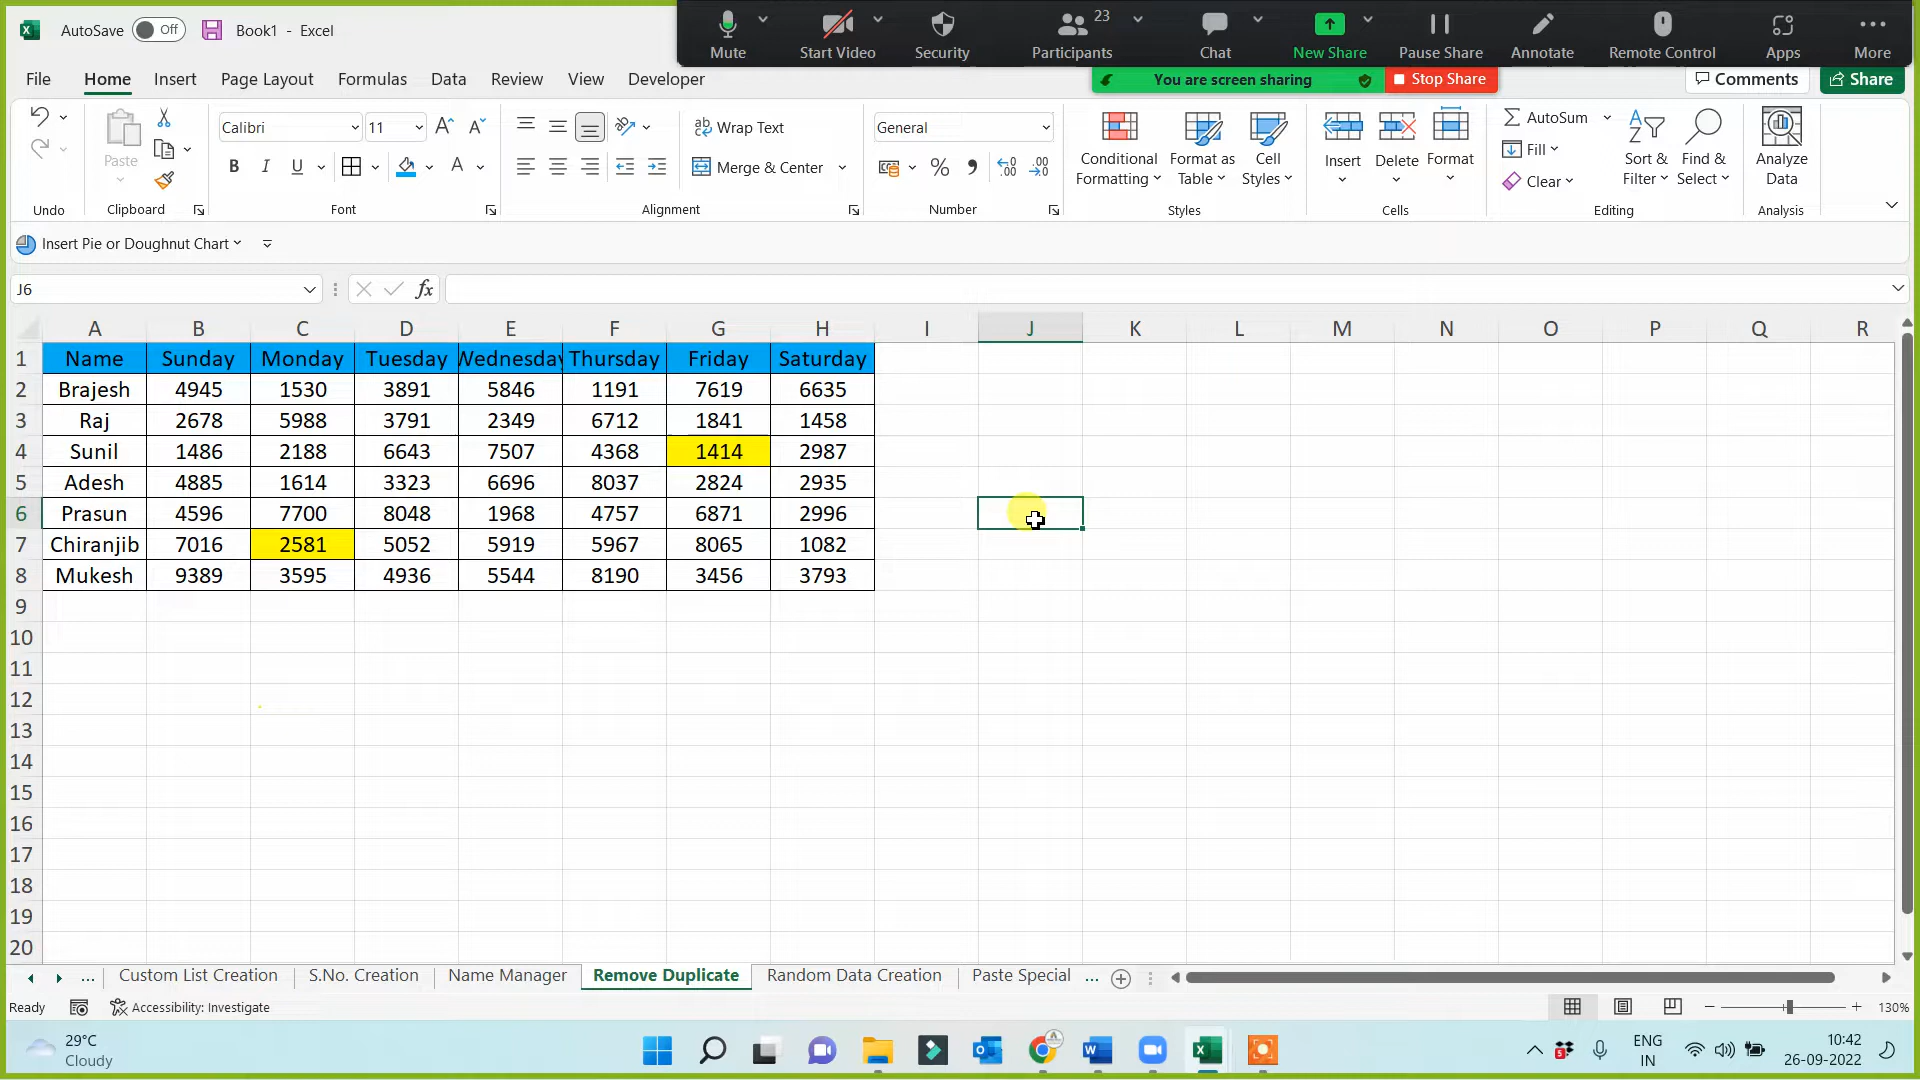 AutoSave Off Book1 - Excel
Mute Start Video Security 23 Participants Chat New Share Pause Share Annotate Remote Control Apps More
You are screen sharing Stop Share
File Home Insert Page Layout Formulas Data Review View Developer Comments Share
Calibri 11 Wrap Text General AutoSum
Paste Merge & Center Conditional Formatting Format as Table Cell Styles Insert Delete Format Fill Clear Sort & Filter Find & Select Analyze Data
Undo Clipboard Font Alignment Number Styles Cells Editing Analysis
Insert Pie or Doughnut Chart
J6 fx
A B C D E F G H I J K L M N O P Q R
1 Name Sunday Monday Tuesday Wednesday Thursday Friday Saturday
2 Brajesh 4945 1530 3891 5846 1191 7619 6635
3 Raj 2678 5988 3791 2349 6712 1841 1458
4 Sunil 1486 2188 6643 7507 4368 1414 2987
5 Adesh 4885 1614 3323 6696 8037 2824 2935
6 Prasun 4596 7700 8048 1968 4757 6871 2996
7 Chiranjib 7016 2581 5052 5919 5967 8065 1082
8 Mukesh 9389 3595 4936 5544 8190 3456 3793
9
10
11
12
13
14
15
16
17
18
19
20
... Custom List Creation S.No. Creation Name Manager Remove Duplicate Random Data Creation Paste Special ...
Ready Accessibility: Investigate 130%
29°C
Cloudy
ENG
IN
10:42
26-09-2022